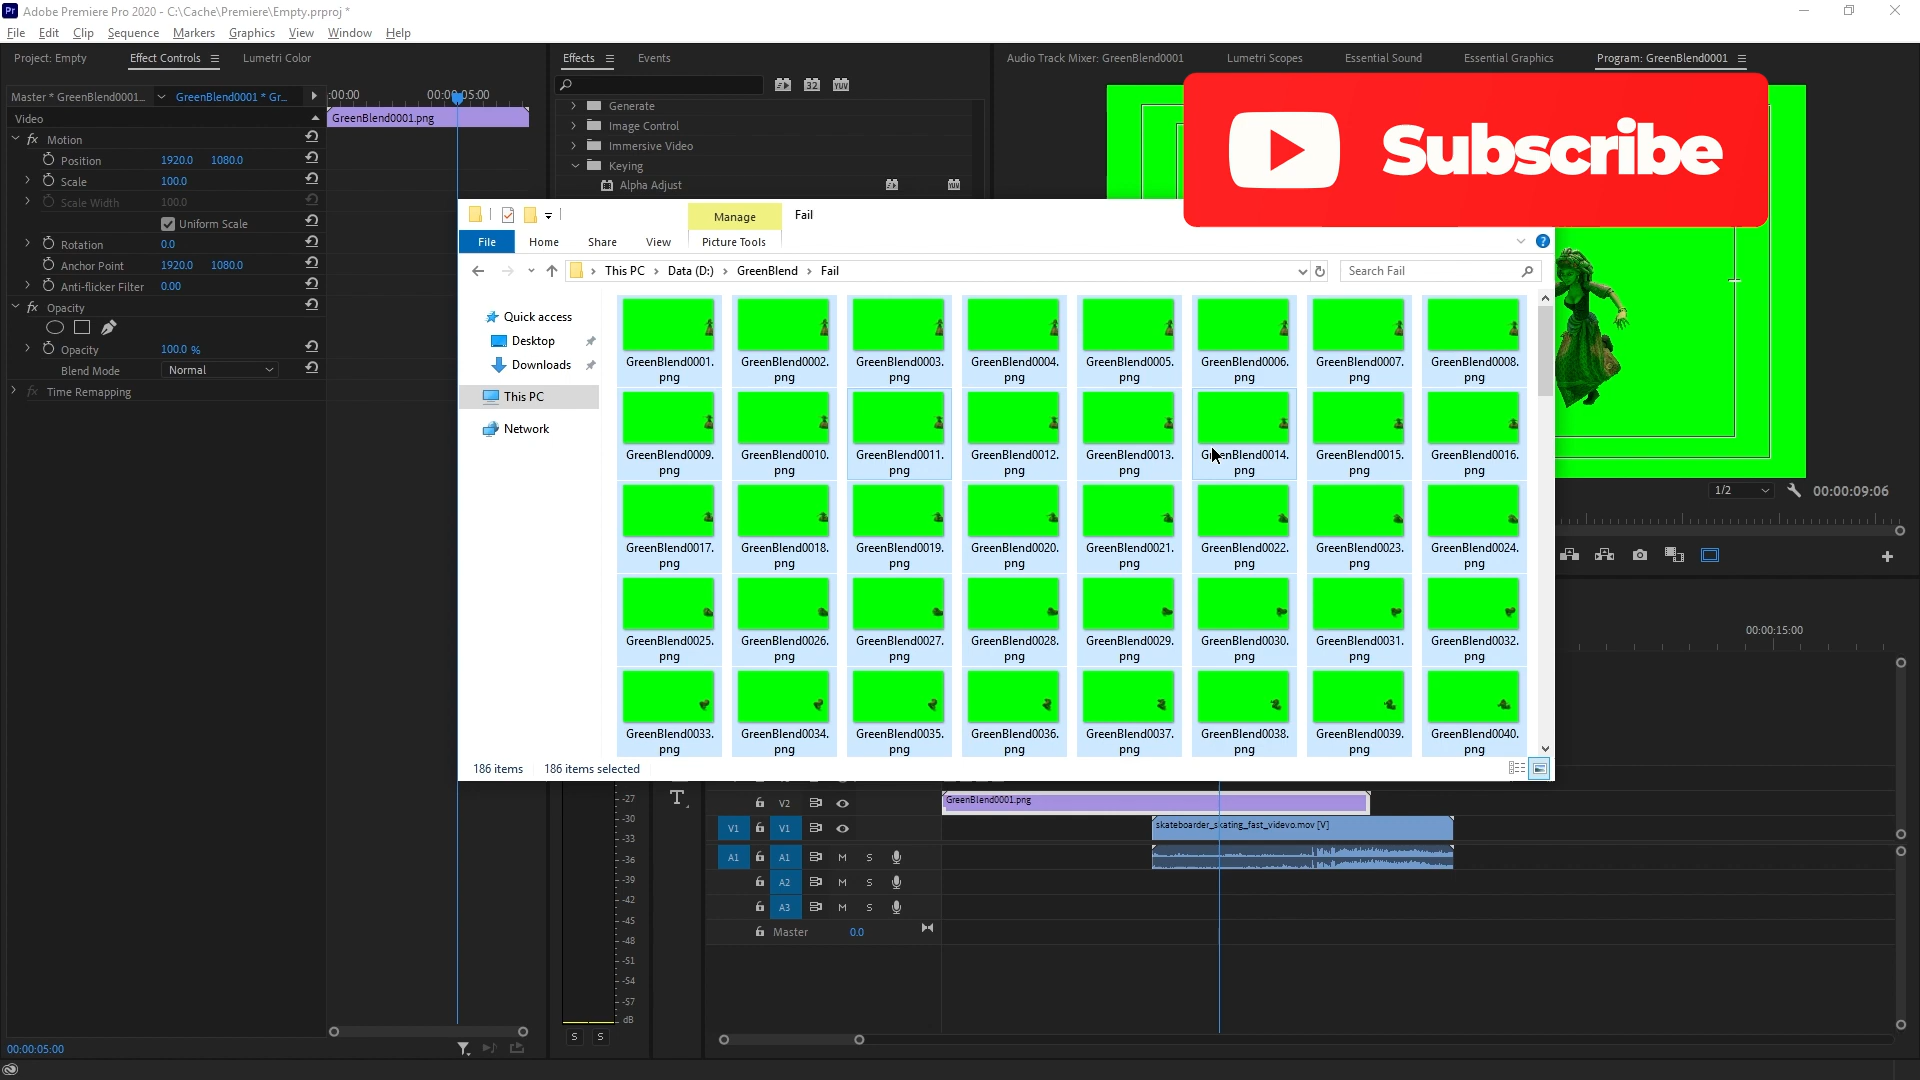 Pr Adobe Premiere Pro 2020 - C:\Cache\Premiere\Empty.prproj *
File Edit Clip Sequence Markers Graphics View Window Help
Project: Empty Effect Controls Lumetri Color
Effects Events
Audio Track Mixer: GreenBlend0001 Lumetri Scopes Essential Sound Essential Graphics Program: GreenBlend0001
Master * GreenBlend0001... GreenBlend0001 * Gr...
:00:00 00:00:05:00
GreenBlend0001.png
Video
fx Motion
Position 1920.0 1080.0
Scale 100.0
Scale Width 100.0
Uniform Scale
Rotation 0.0
Anchor Point 1920.0 1080.0
Anti-flicker Filter 0.00
fx Opacity
Opacity 100.0 %
Blend Mode Normal
fx Time Remapping
32 YUV
Generate
Image Control
Immersive Video
Keying
Alpha Adjust
Subscribe
Manage Fail
File Home Share View Picture Tools
This PC Data (D:) GreenBlend Fail
Search Fail
Quick access
Desktop
Downloads
This PC
Network
GreenBlend0001.png GreenBlend0002.png GreenBlend0003.png GreenBlend0004.png GreenBlend0005.png GreenBlend0006.png GreenBlend0007.png GreenBlend0008.png
GreenBlend0009.png GreenBlend0010.png GreenBlend0011.png GreenBlend0012.png GreenBlend0013.png GreenBlend0014.png GreenBlend0015.png GreenBlend0016.png
GreenBlend0017.png GreenBlend0018.png GreenBlend0019.png GreenBlend0020.png GreenBlend0021.png GreenBlend0022.png GreenBlend0023.png GreenBlend0024.png
GreenBlend0025.png GreenBlend0026.png GreenBlend0027.png GreenBlend0028.png GreenBlend0029.png GreenBlend0030.png GreenBlend0031.png GreenBlend0032.png
GreenBlend0033.png GreenBlend0034.png GreenBlend0035.png GreenBlend0036.png GreenBlend0037.png GreenBlend0038.png GreenBlend0039.png GreenBlend0040.png
186 items 186 items selected
1/2 00:00:09:06
00:00:15:00
-27
-30
-33
-36
-39
-42
-45
-48
-51
-54
-57
dB
S S
T
V2 GreenBlend0001.png
V1 V1 skateboarder_skating_fast_videvo.mov [V]
A1 A1 M S
A2 M S
A3 M S
Master 0.0
00:00:05:00